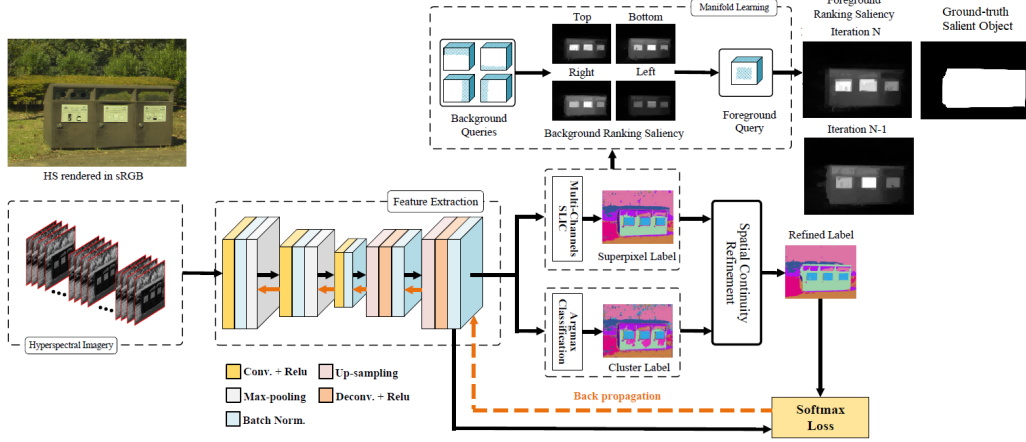 Manifold Learning
Foreground
Ranking Saliency
Ground-truth
Salient Object
Top
Bottom
Iteration N
Right
Left
Background
Queries
Background Ranking Saliency
Foreground
Query
Iteration N-1
HS rendered in sRGB
Feature Extraction
Multi-Channels
SLIC
Superpixel Label
Spatial Continuity
Refinement
Refined Label
Argmax
Classification
Cluster Label
Hyperspectral Imagery
Conv. + Relu
Up-sampling
Max-pooling
Deconv. + Relu
Batch Norm.
Back propagation
Softmax
Loss